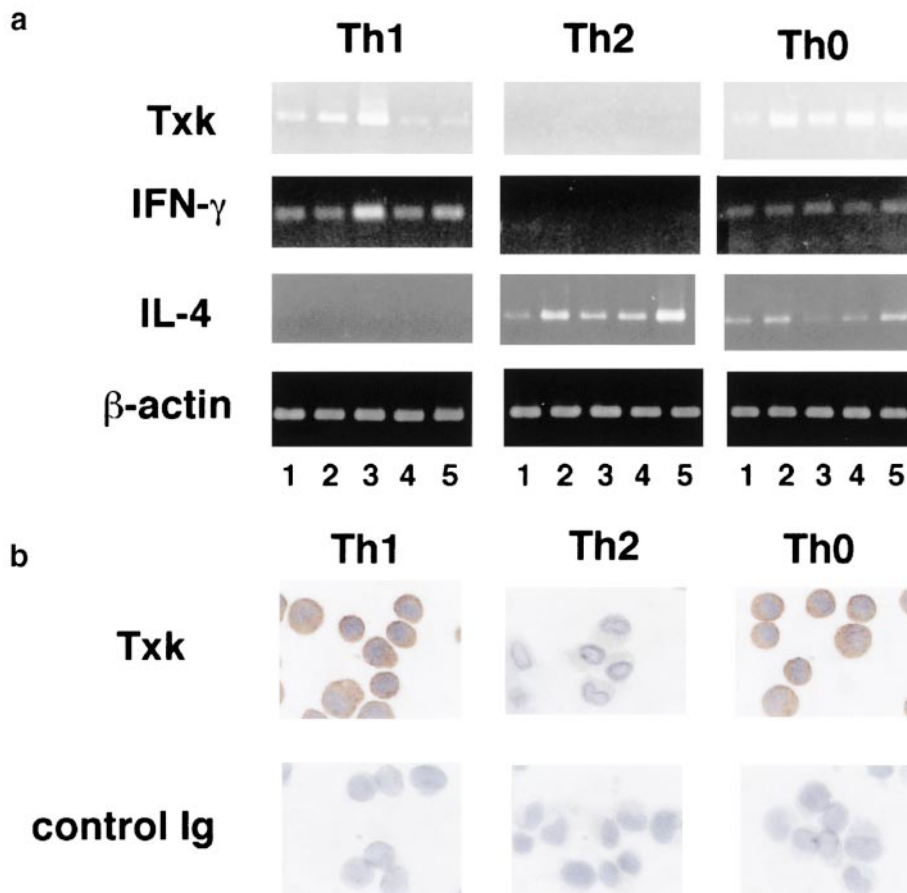 a
Th1 Th2 Th0
Txk
IFN-γ
IL-4
β-actin
1 2 3 4 5 1 2 3 4 5 1 2 3 4 5
b
Th1 Th2 Th0
Txk
control Ig